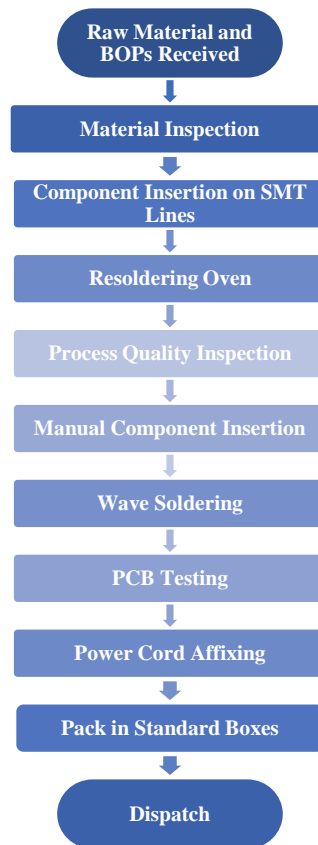 Raw Material and
BOPs Received
Material Inspection
Component Insertion on SMT
Lines
Resoldering Oven
Process Quality Inspection
Manual Component Insertion
Wave Soldering
PCB Testing
Power Cord Affixing
Pack in Standard Boxes
Dispatch